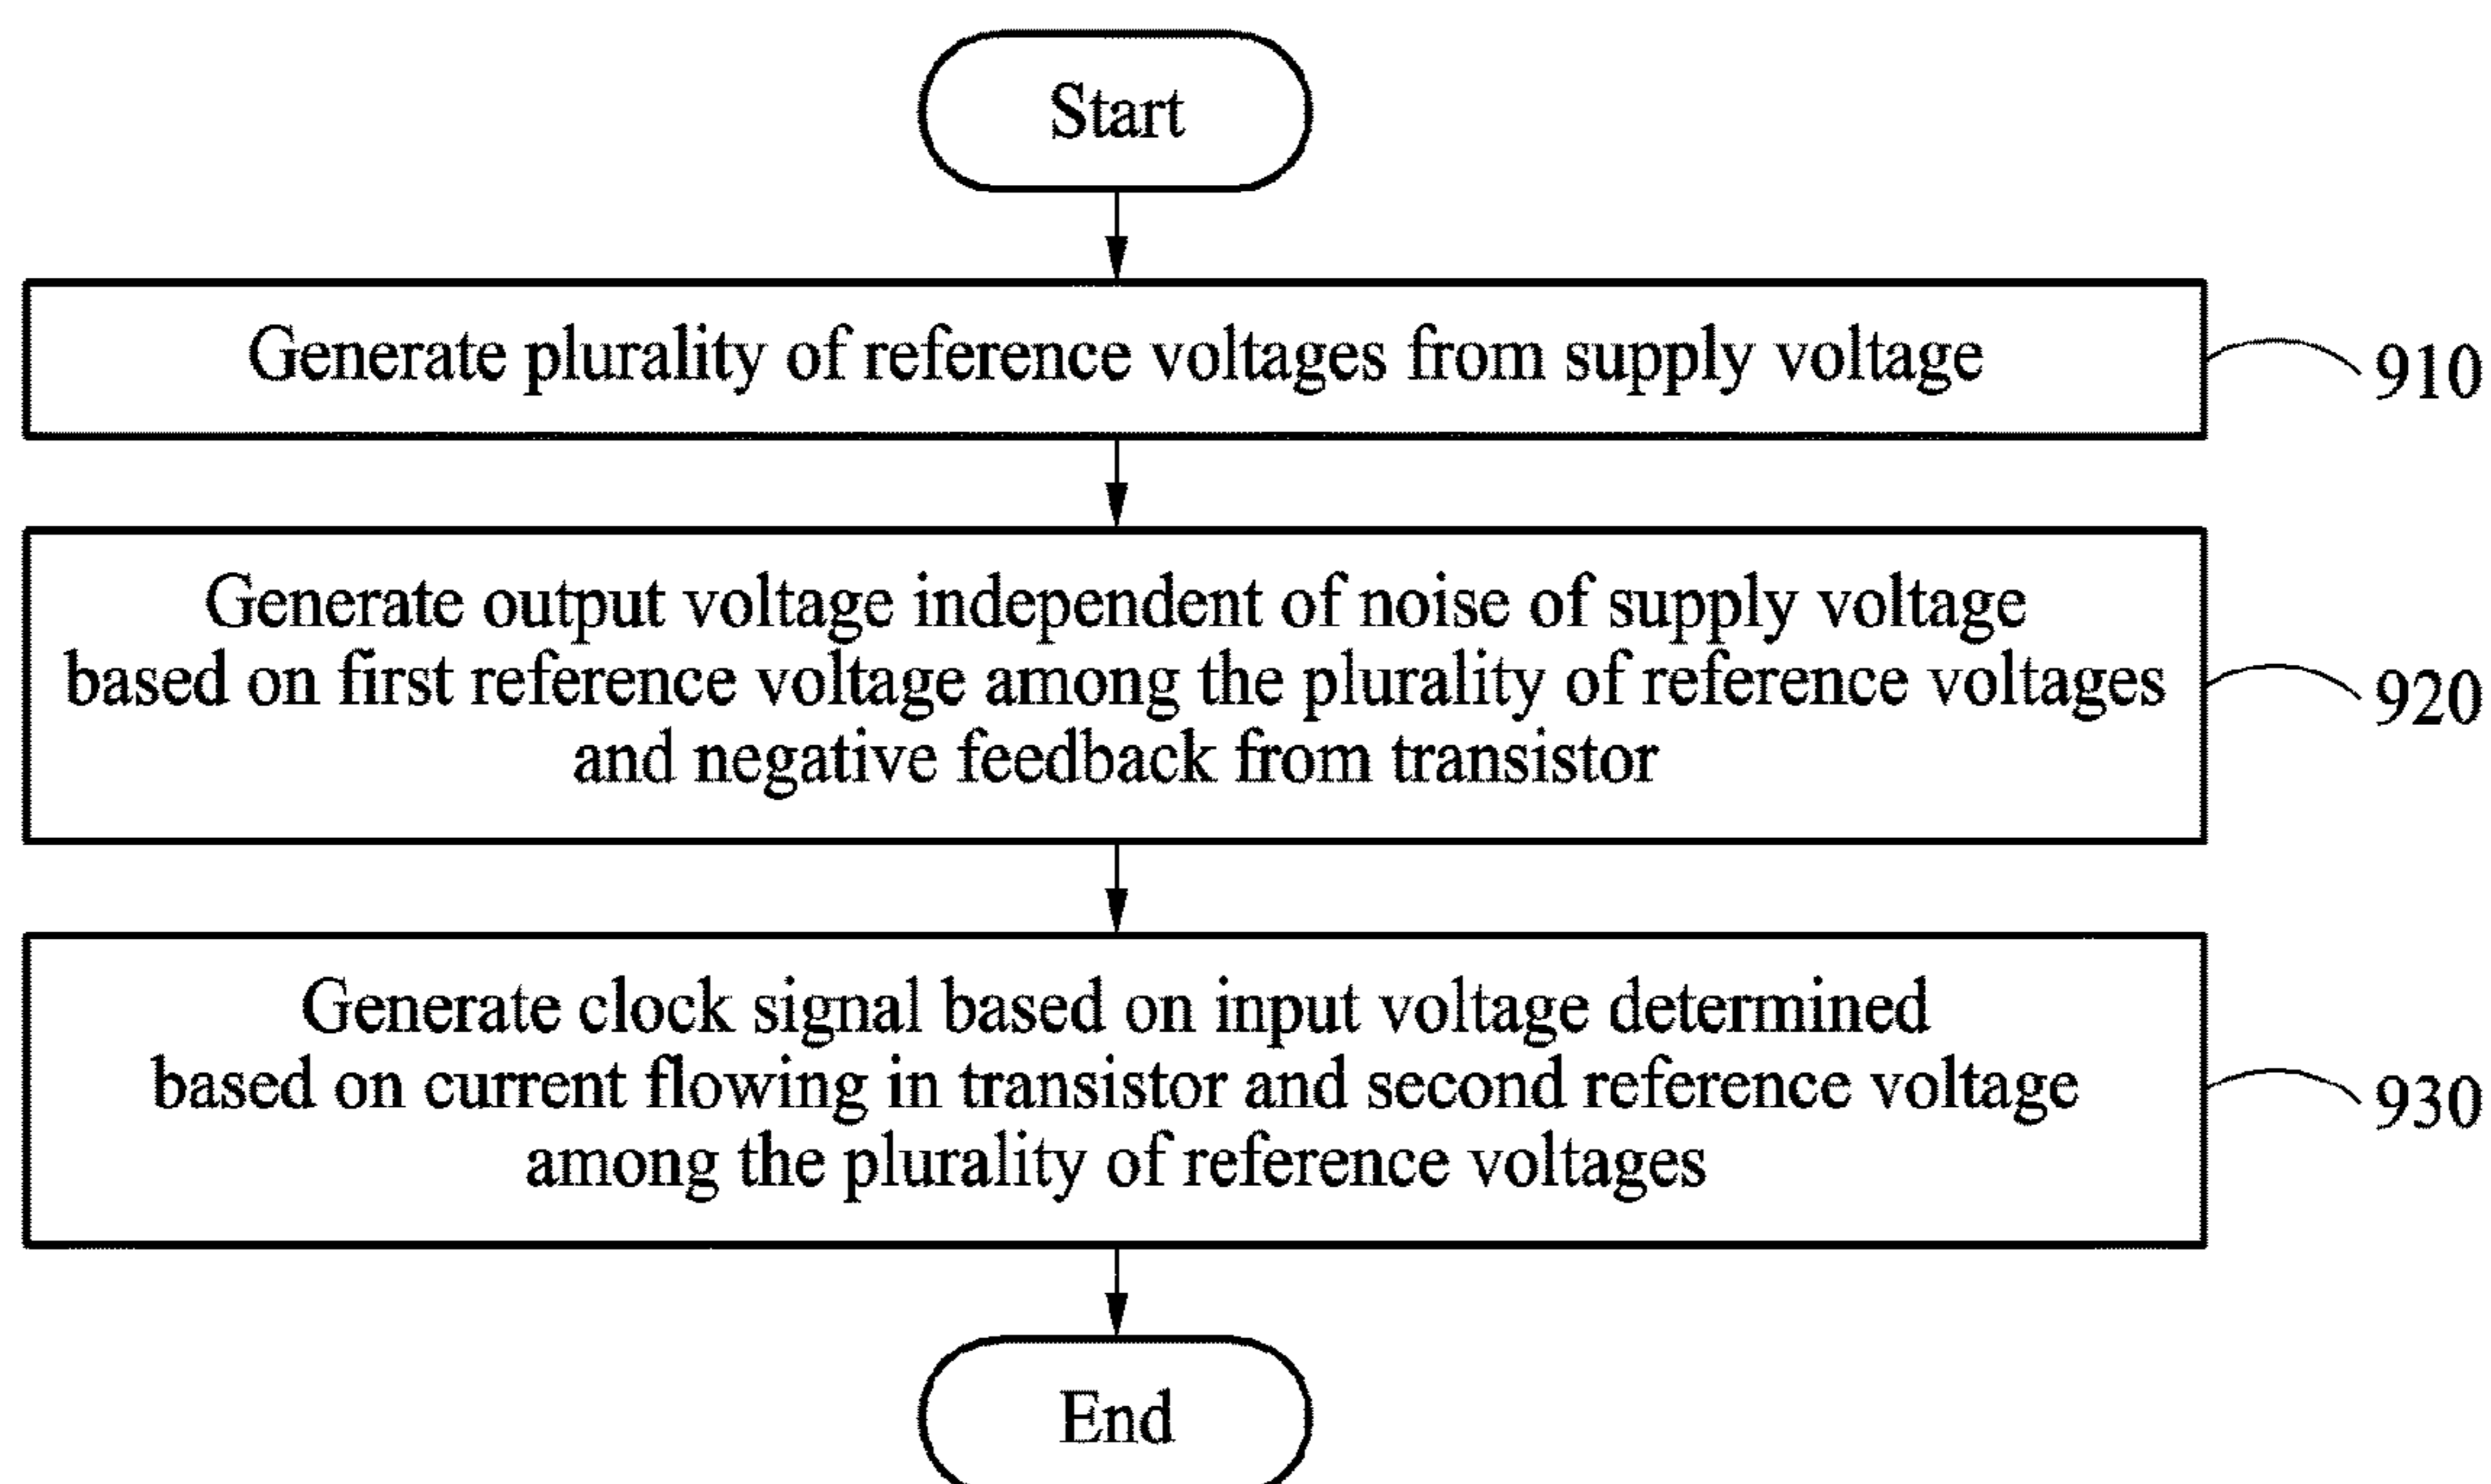 Start
Generate plurality of reference voltages from supply voltage
910
Generate output voltage independent of noise of supply voltage
based on first reference voltage among the plurality of reference voltages
and negative feedback from transistor
920
Generate clock signal based on input voltage determined
based on current flowing in transistor and second reference voltage
among the plurality of reference voltages
930
End